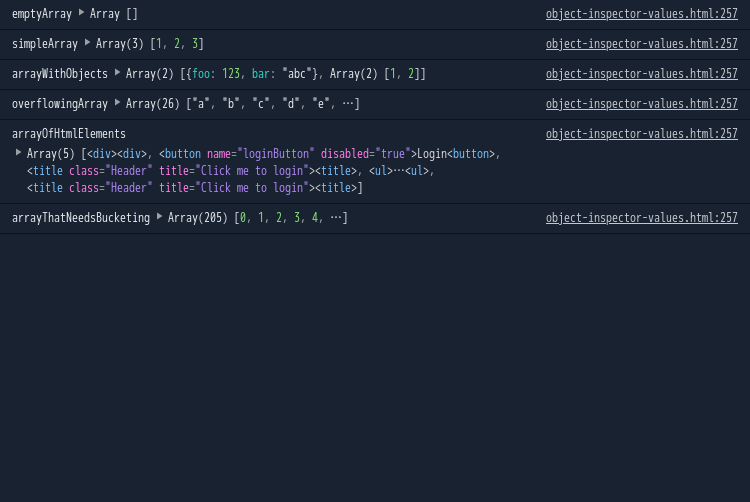 emptyArray ▶ Array [] object-inspector-values.html:257
simpleArray ▶ Array(3) [1, 2, 3] object-inspector-values.html:257
arrayWithObjects ▶ Array(2) [{foo: 123, bar: "abc"}, Array(2) [1, 2]] object-inspector-values.html:257
overflowingArray ▶ Array(26) ["a", "b", "c", "d", "e", …] object-inspector-values.html:257
arrayOfHtmlElements object-inspector-values.html:257
▶ Array(5) [<div><div>, <button name="loginButton" disabled="true">Login<button>,
<title class="Header" title="Click me to login"><title>, <ul>…<ul>,
<title class="Header" title="Click me to login"><title>]
arrayThatNeedsBucketing ▶ Array(205) [0, 1, 2, 3, 4, …] object-inspector-values.html:257